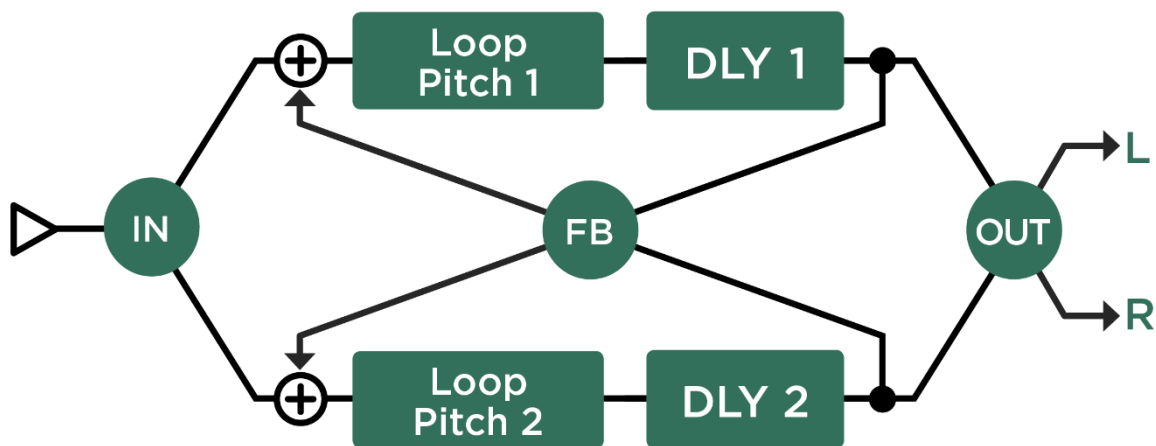 Loop
Pitch 1
DLY 1
L
IN
FB
OUT
R
Loop
Pitch 2
DLY 2